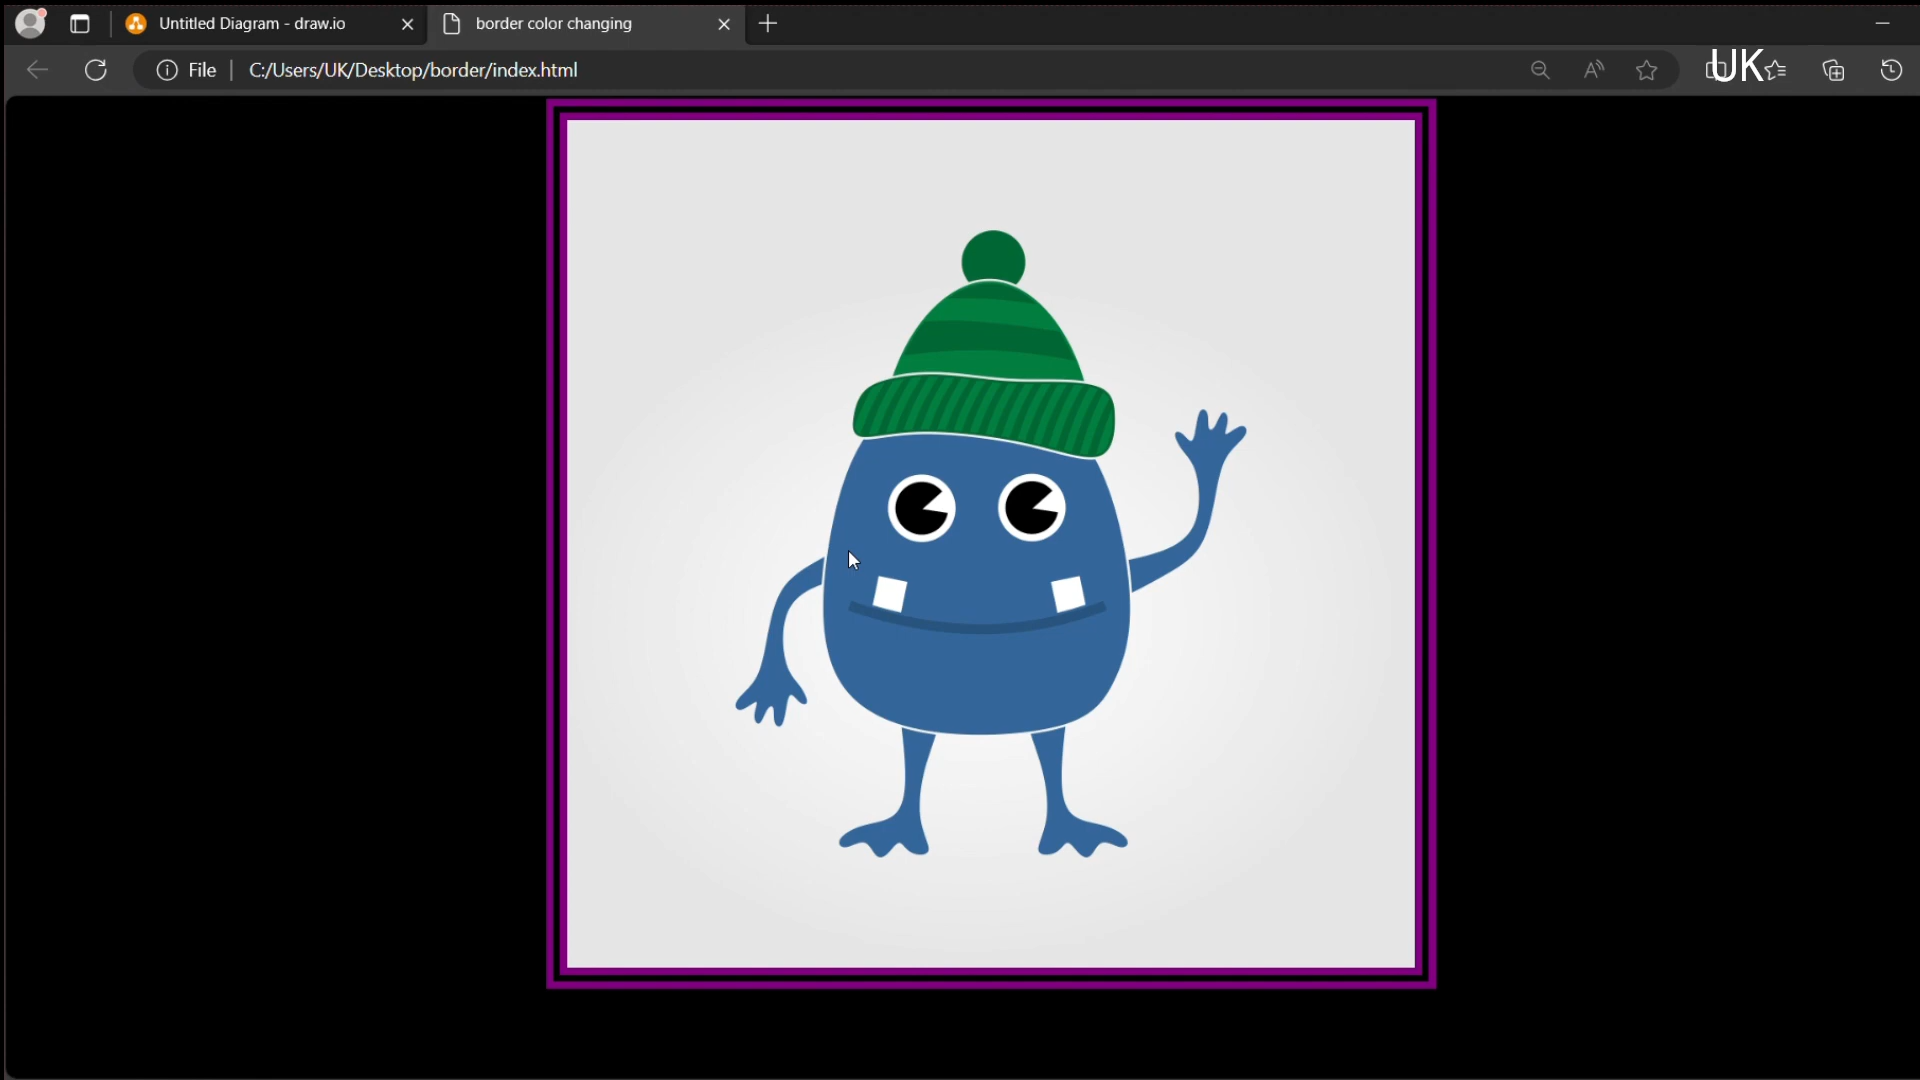 Untitled Diagram - draw.io
border color changing
File
C:/Users/UK/Desktop/border/index.html
UK